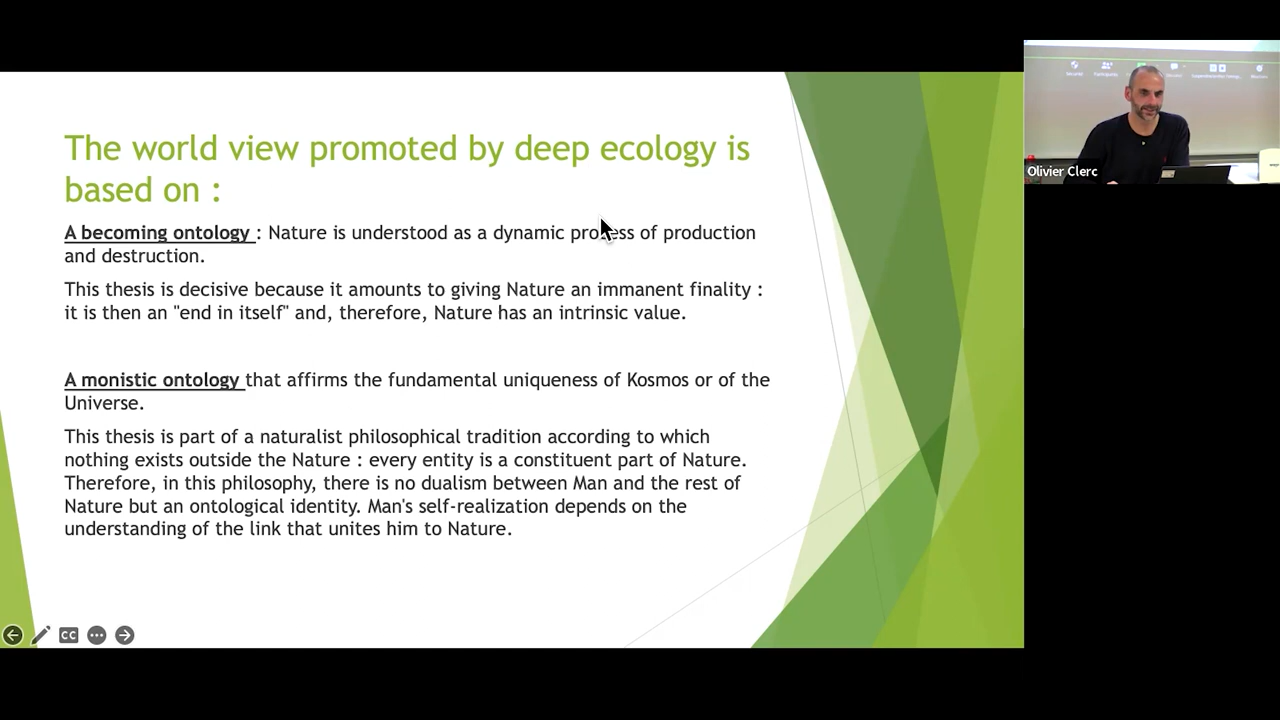 The world view promoted by deep ecology is
based on :
A becoming ontology : Nature is understood as a dynamic process of production
and destruction.
This thesis is decisive because it amounts to giving Nature an immanent finality :
it is then an "end in itself" and, therefore, Nature has an intrinsic value.
A monistic ontology that affirms the fundamental uniqueness of Kosmos or of the
Universe.
This thesis is part of a naturalist philosophical tradition according to which
nothing exists outside the Nature : every entity is a constituent part of Nature.
Therefore, in this philosophy, there is no dualism between Man and the rest of
Nature but an ontological identity. Man's self-realization depends on the
understanding of the link that unites him to Nature.
CC
Olivier Clerc